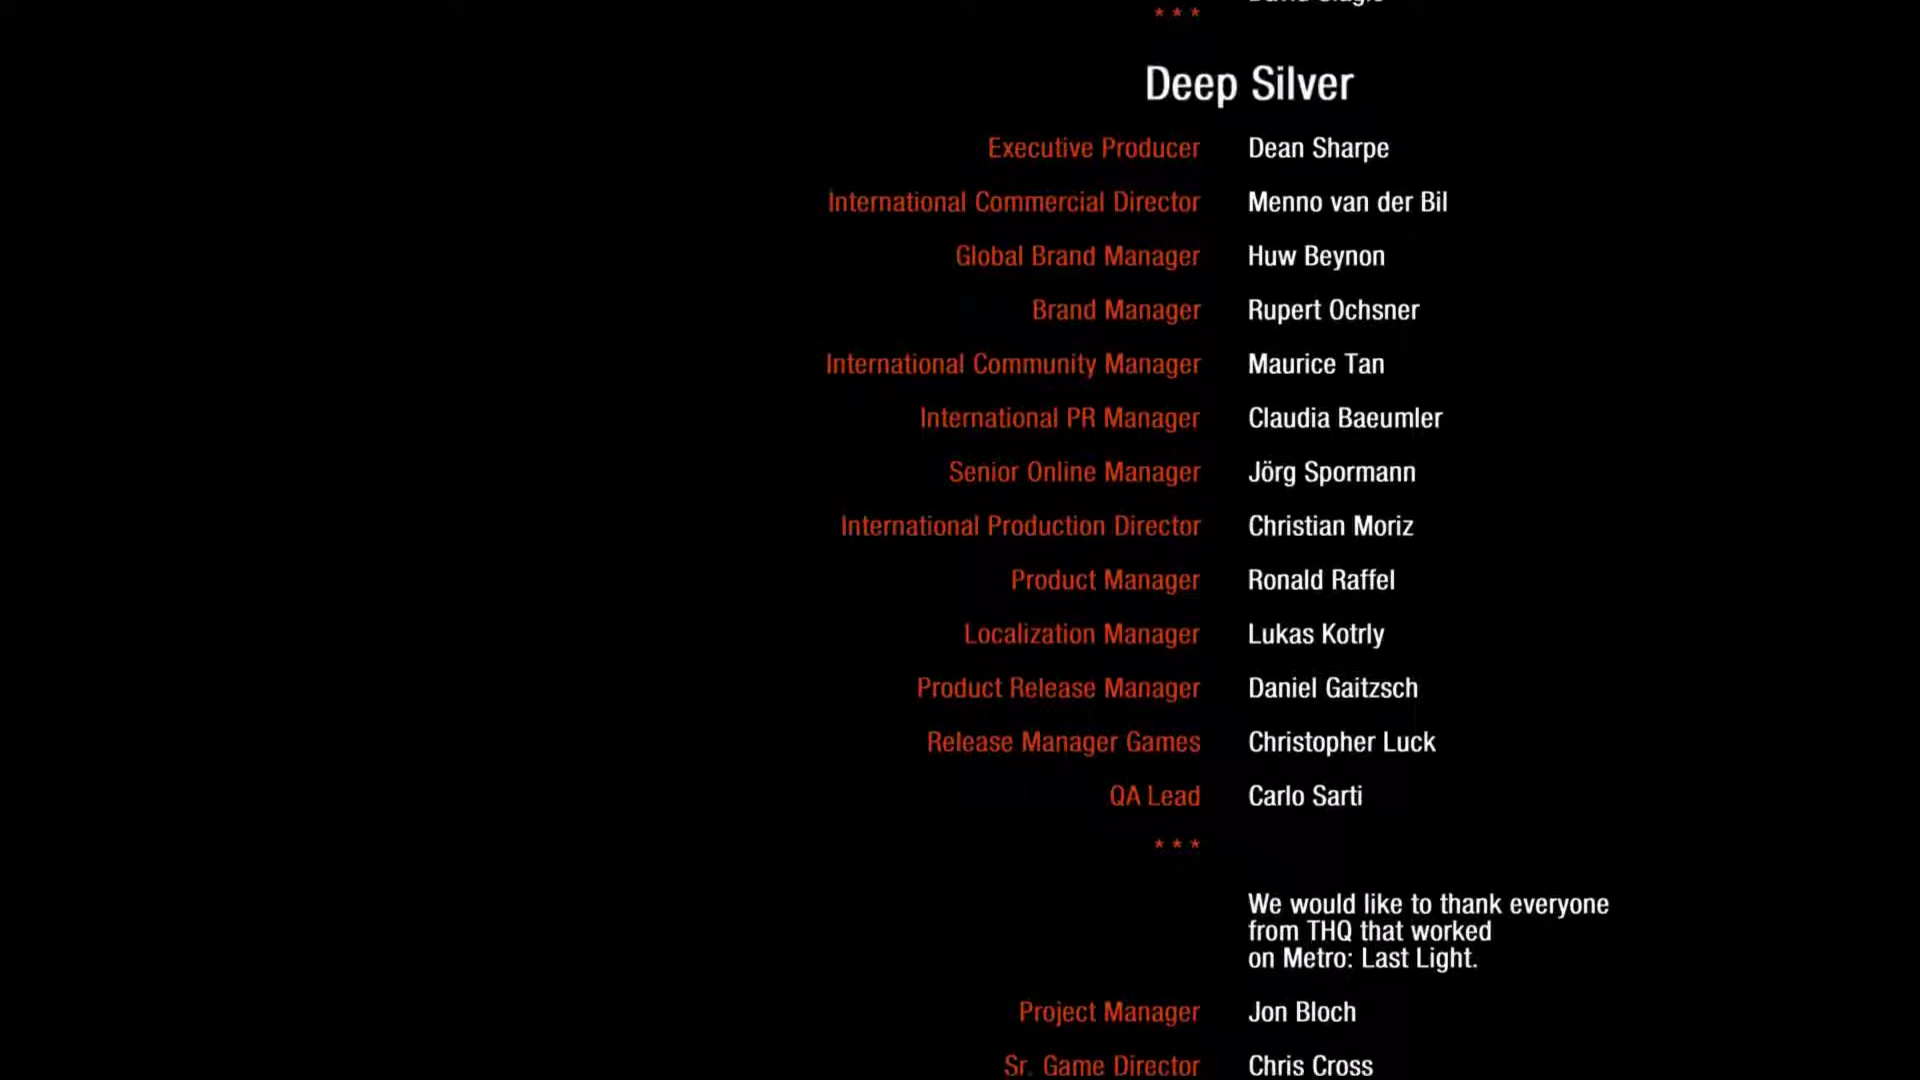 * * *
Deep Silver
Executive Producer Dean Sharpe
International Commercial Director Menno van der Bil
Global Brand Manager Huw Beynon
Brand Manager Rupert Ochsner
International Community Manager Maurice Tan
International PR Manager Claudia Baeumler
Senior Online Manager Jörg Spormann
International Production Director Christian Moriz
Product Manager Ronald Raffel
Localization Manager Lukas Kotrly
Product Release Manager Daniel Gaitzsch
Release Manager Games Christopher Luck
QA Lead Carlo Sarti
* * *
We would like to thank everyone
from THQ that worked
on Metro: Last Light.
Project Manager Jon Bloch
Sr. Game Director Chris Cross